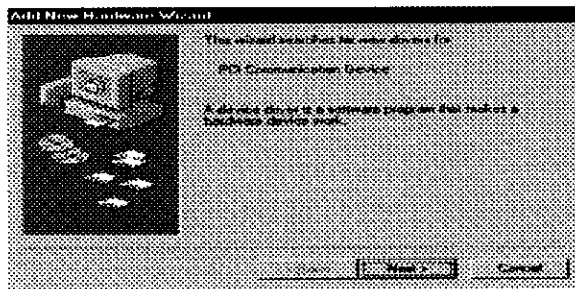 Add New Hardware Wizard
This wizard searches for new drivers for:
PCI Communication Device
A device driver is a software program that makes a
hardware device work.
< Back
Next >
Cancel